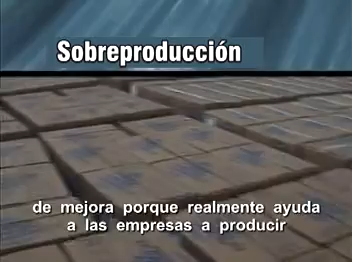 Sobreproducción
de mejora porque realmente ayuda
a las empresas a producir